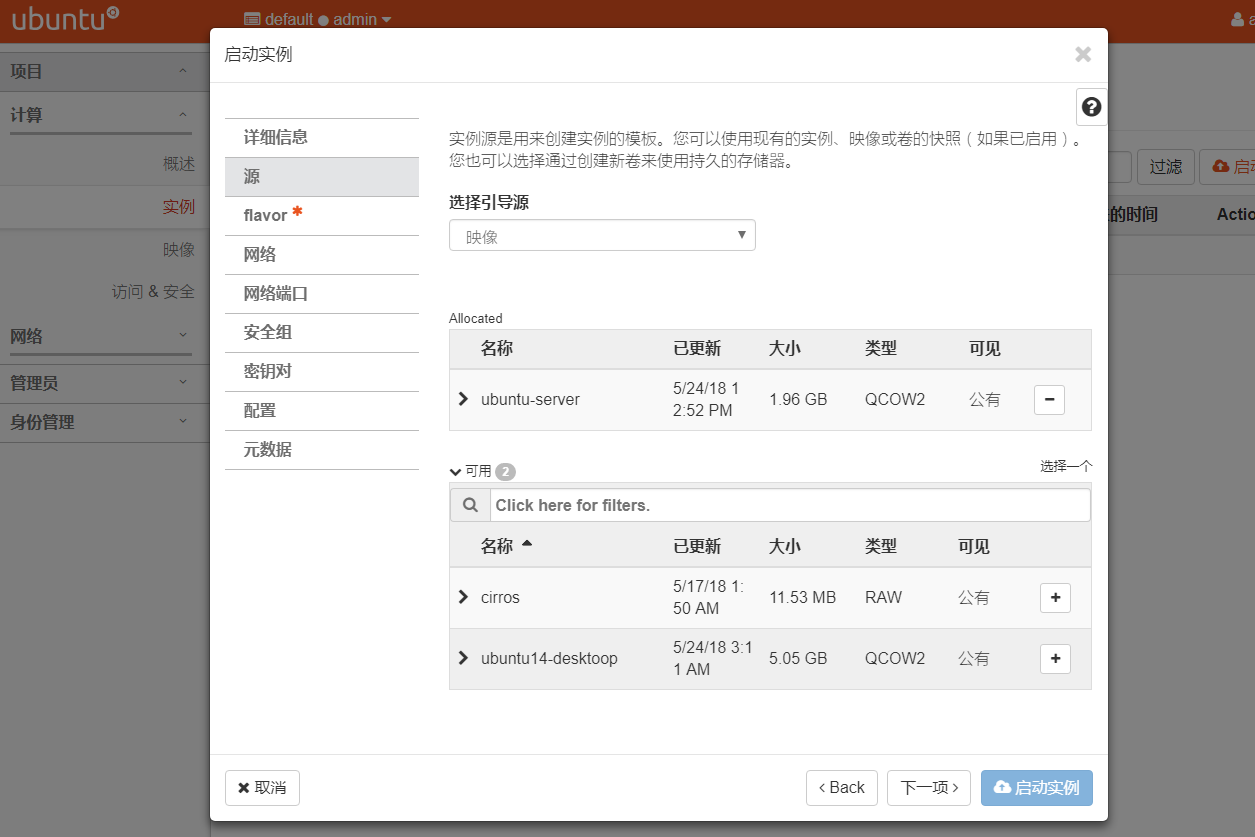 ubuntu
default admin
项目
计算
概述
实例
映像
访问 & 安全
网络
管理员
身份管理
启动实例
详细信息
源
flavor *
网络
网络端口
安全组
密钥对
配置
元数据
实例源是用来创建实例的模板。您可以使用现有的实例、映像或卷的快照（如果已启用）。
您也可以选择通过创建新卷来使用持久的存储器。
选择引导源
映像
Allocated
名称 已更新 大小 类型 可见
ubuntu-server 5/24/18 1
2:52 PM 1.96 GB QCOW2 公有
可用 2 选择一个
Click here for filters.
名称 已更新 大小 类型 可见
cirros 5/17/18 1:
50 AM 11.53 MB RAW 公有
ubuntu14-desktoop 5/24/18 3:1
1 AM 5.05 GB QCOW2 公有
取消 Back 下一项 启动实例
过滤 启动
的时间 Actio